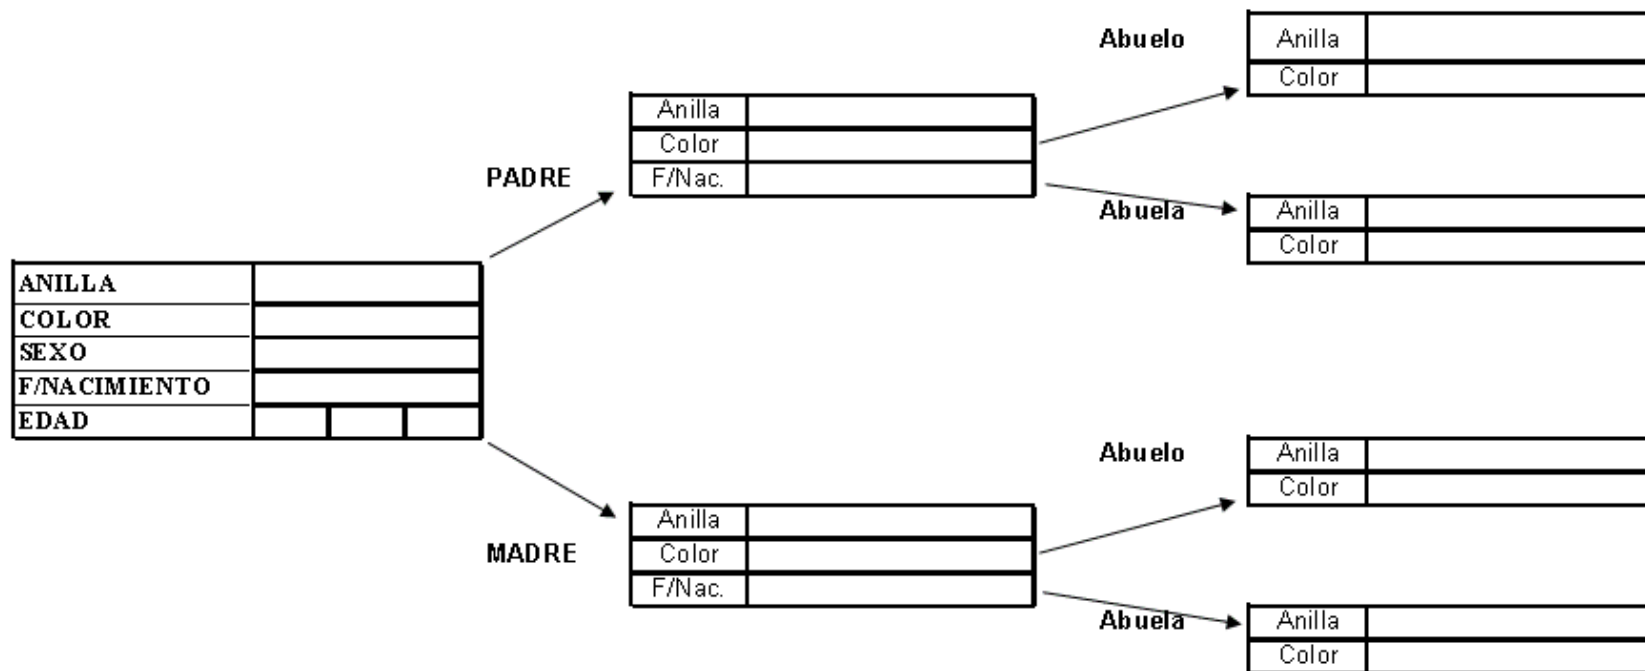 Abuelo
Anilla
Color
Anilla
Color
F/Nac.
PADRE
Abuela
Anilla
Color
ANILLA
COLOR
SEXO
F/NACIMIENTO
EDAD
Abuelo
Anilla
Color
Anilla
Color
F/Nac.
MADRE
Abuela
Anilla
Color